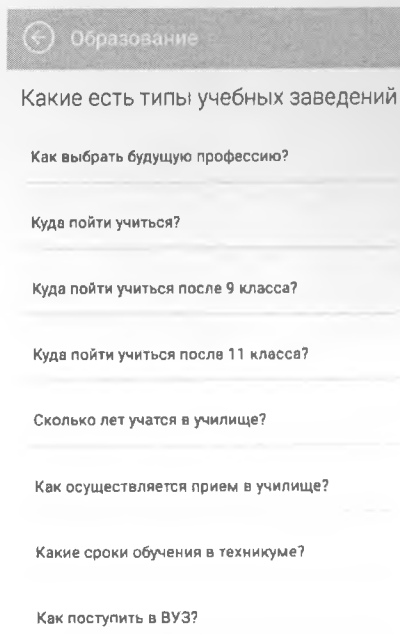 Образование
Какие есть типы учебных заведений
Как выбрать будущую профессию?
Куда пойти учиться?
Куда пойти учиться после 9 класса?
Куда пойти учиться после 11 класса?
Сколько лет учатся в училище?
Как осуществляется прием в училище?
Какие сроки обучения в техникуме?
Как поступить в ВУЗ?